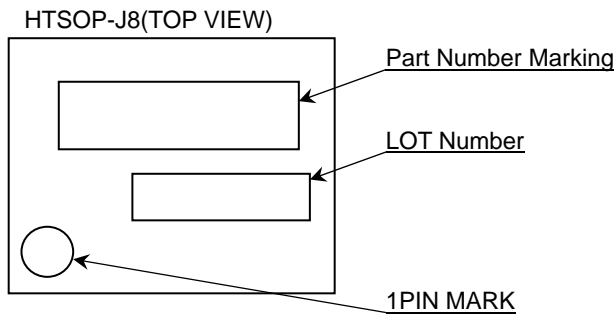 HTSOP-J8(TOP VIEW)
Part Number Marking
LOT Number
1PIN MARK